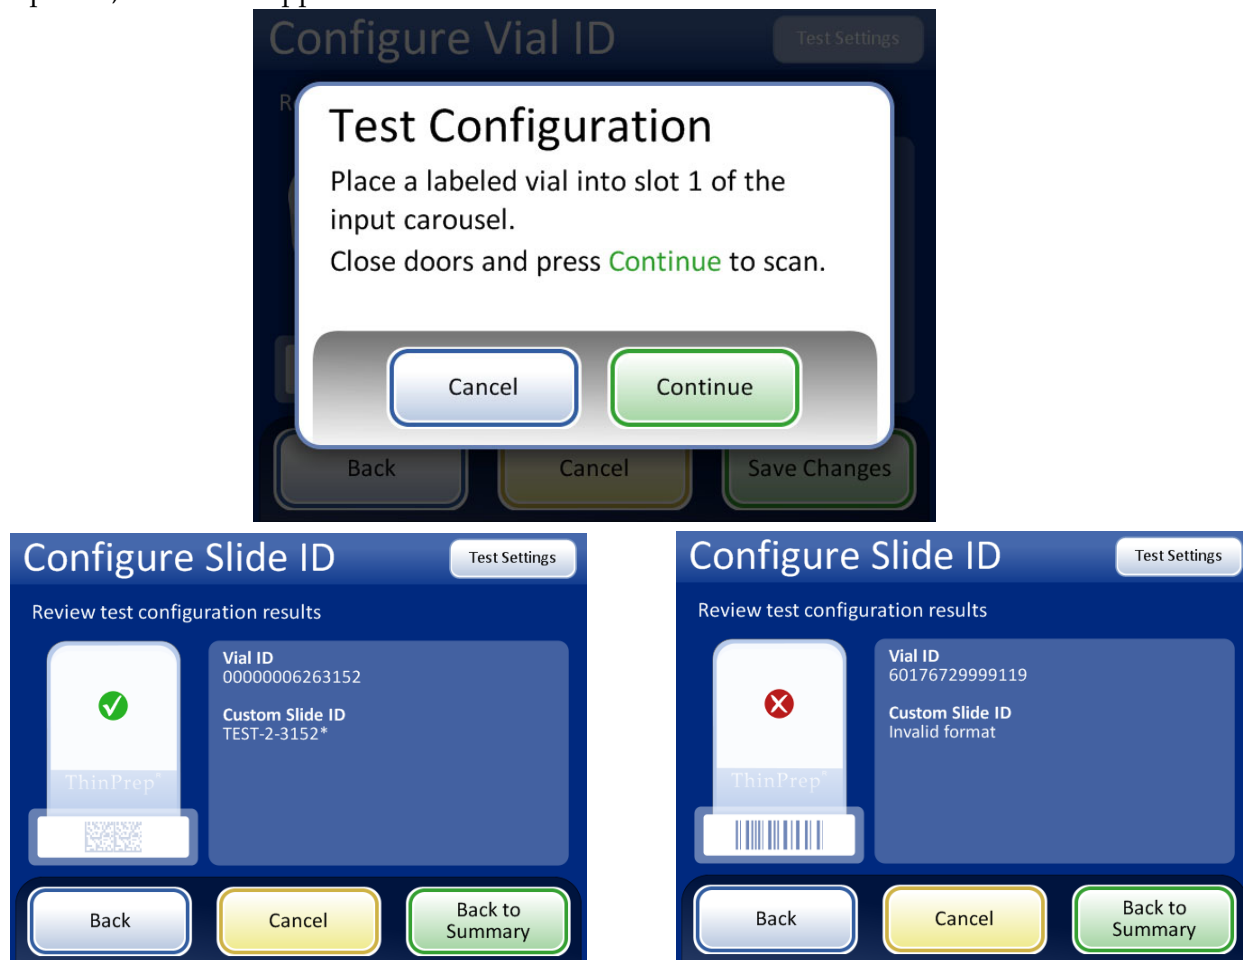 Configure Vial ID
Test Settings
Test Configuration
Place a labeled vial into slot 1 of the
input carousel.
Close doors and press Continue to scan.
Cancel
Continue
Back
Cancel
Save Changes
Configure Slide ID
Test Settings
Review test configuration results
Vial ID
00000006263152
Custom Slide ID
TEST-2-3152*
ThinPrep®
Back
Cancel
Back to
Summary
Configure Slide ID
Test Settings
Review test configuration results
Vial ID
60176729999119
Custom Slide ID
Invalid format
ThinPrep®
Back
Cancel
Back to
Summary